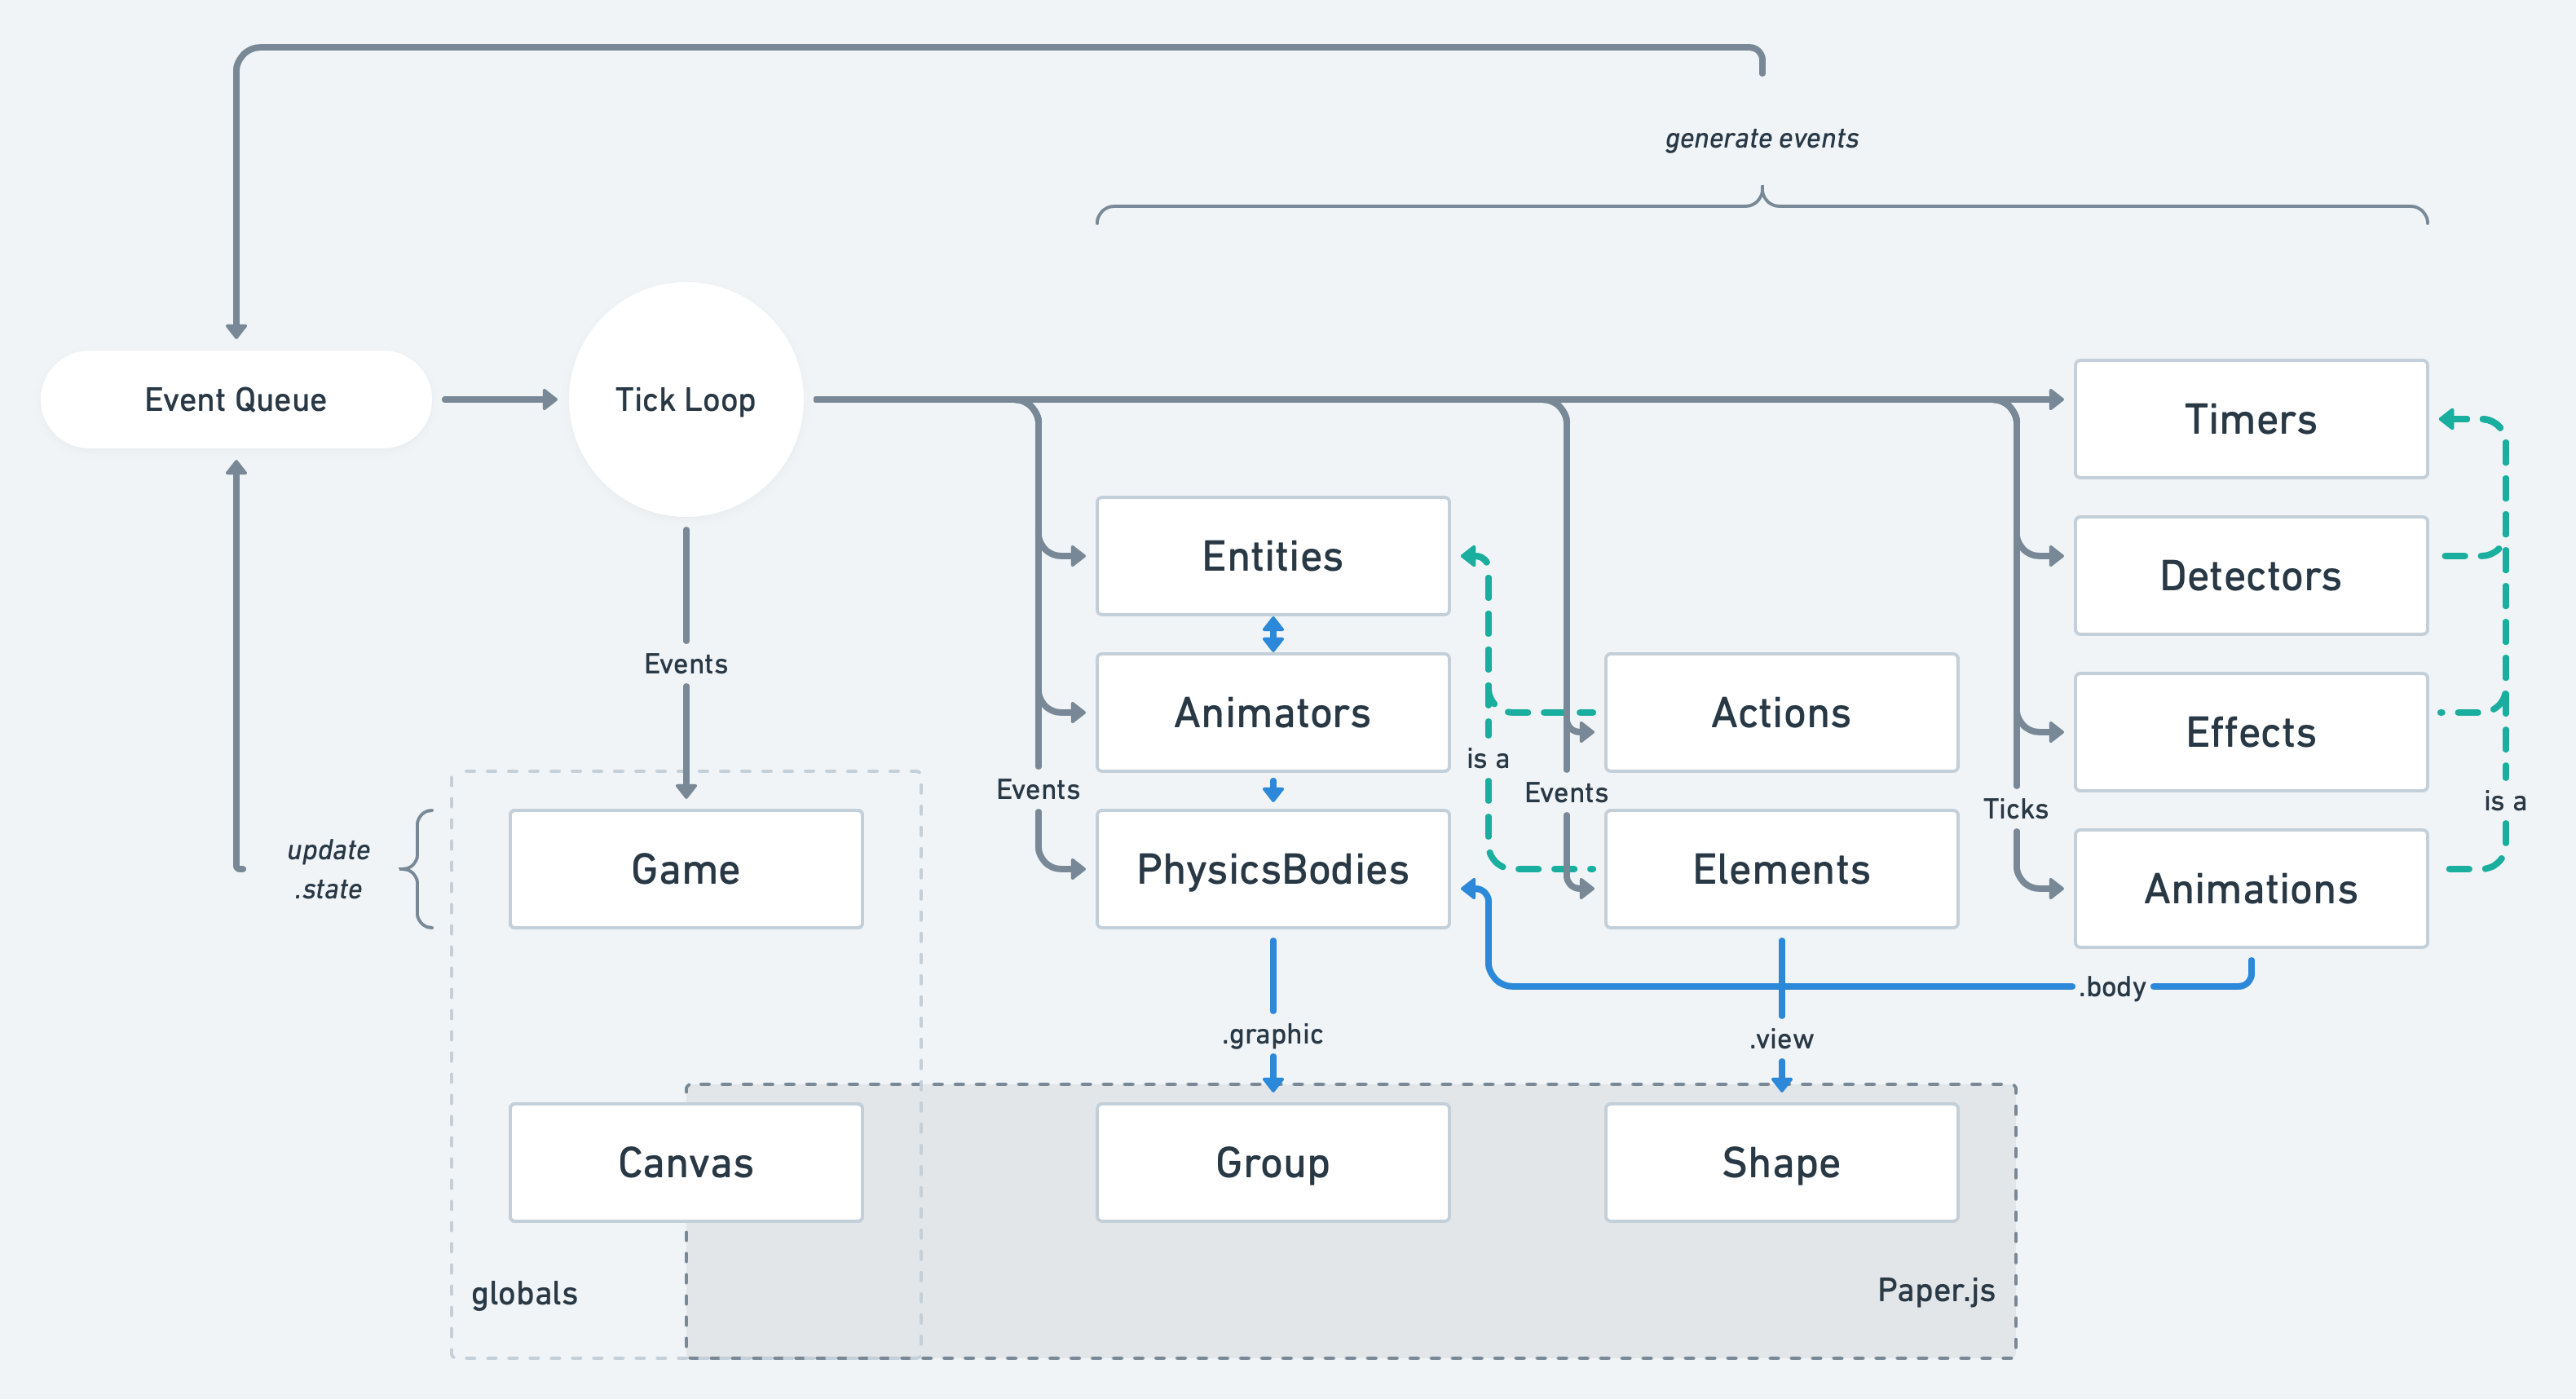 generate events
Event Queue
Tick Loop
Timers
Entities
Detectors
Events
Animators
Actions
Effects
is a
Events
Events
Ticks
is a
update
.state
Game
PhysicsBodies
Elements
Animations
.body
.graphic
.view
Canvas
Group
Shape
globals
Paper.js